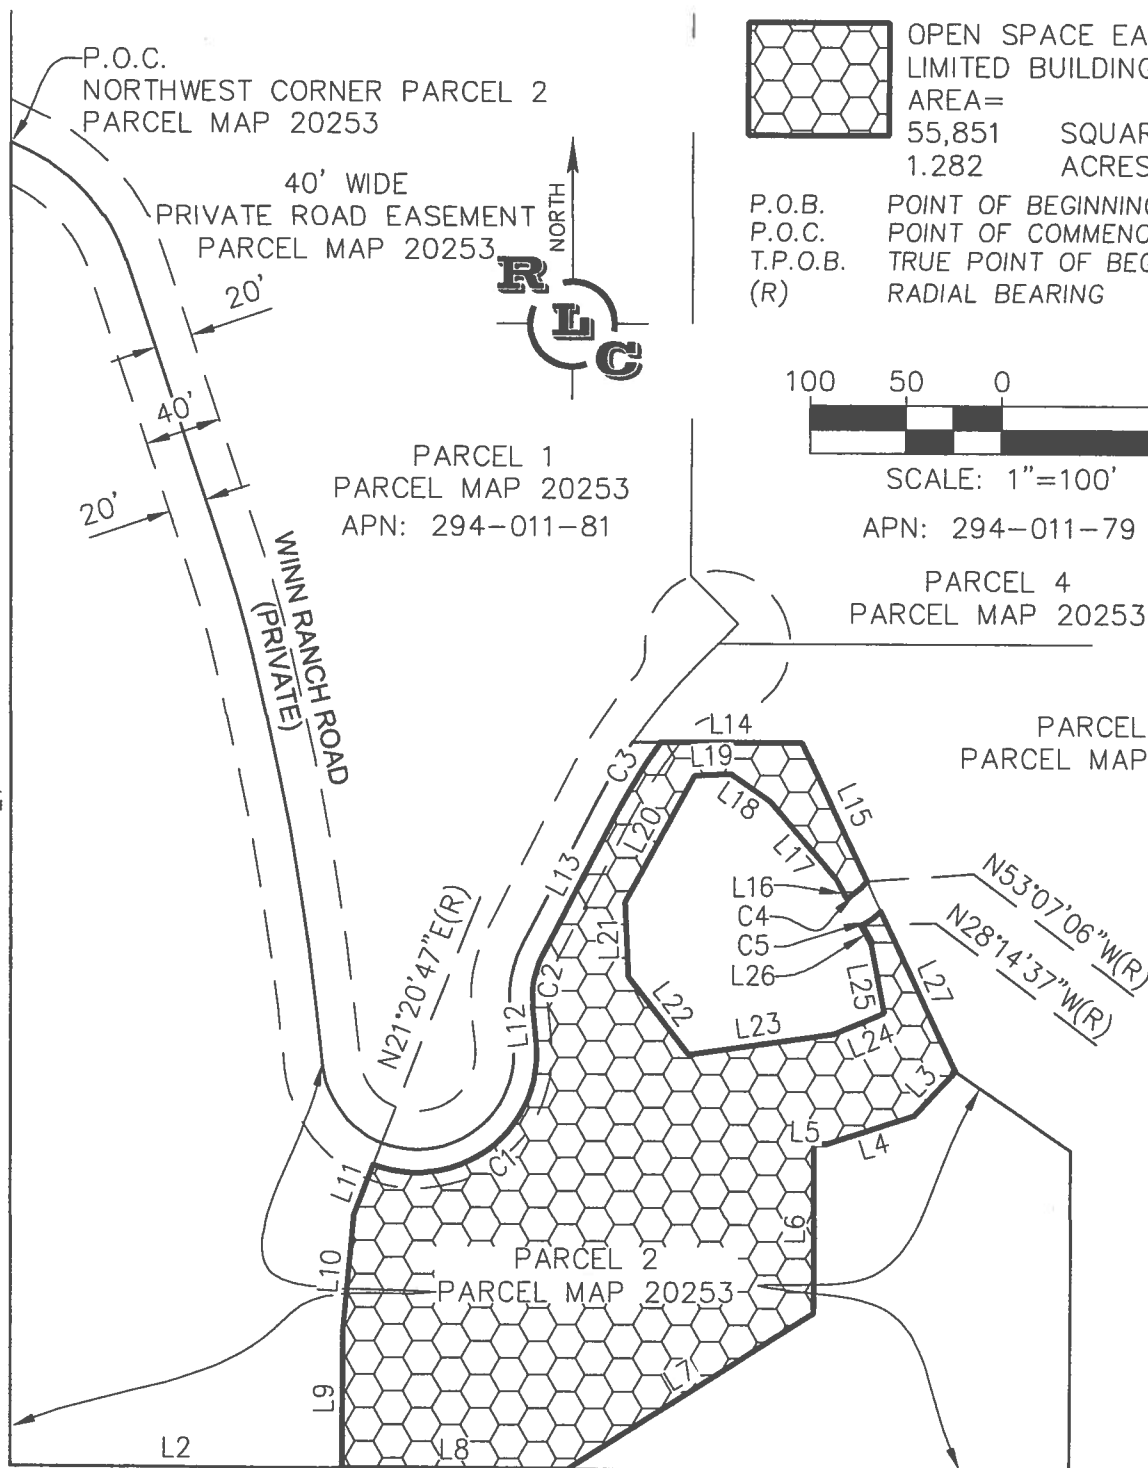 P.O.C.
NORTHWEST CORNER PARCEL 2
PARCEL MAP 20253
40' WIDE
PRIVATE ROAD EASEMENT
PARCEL MAP 20253
20'
40'
20'
NORTH
R
L
C
OPEN SPACE EA
LIMITED BUILDING
AREA=
55,851 SQUAR
1.282 ACRES
P.O.B. POINT OF BEGINNING
P.O.C. POINT OF COMMENC
T.P.O.B. TRUE POINT OF BEG
(R) RADIAL BEARING
100 50 0
SCALE: 1"=100'
APN: 294-011-79
PARCEL 4
PARCEL MAP 20253
PARCEL 1
PARCEL MAP 20253
APN: 294-011-81
WINN RANCH ROAD
(PRIVATE)
PARCEL
PARCEL MAP
L14
L19
C3
L18
L15
L20
L17
L13
L16
C4
C5
L26
L21
N53°07'06"W(R)
N28°14'37"W(R)
N21°20'47"E(R)
C2
L12
L22
L23
L25
L24
L27
L3
L5
L4
C1
L11
L6
L10
PARCEL 2
PARCEL MAP 20253
L9
L7
L2
L8